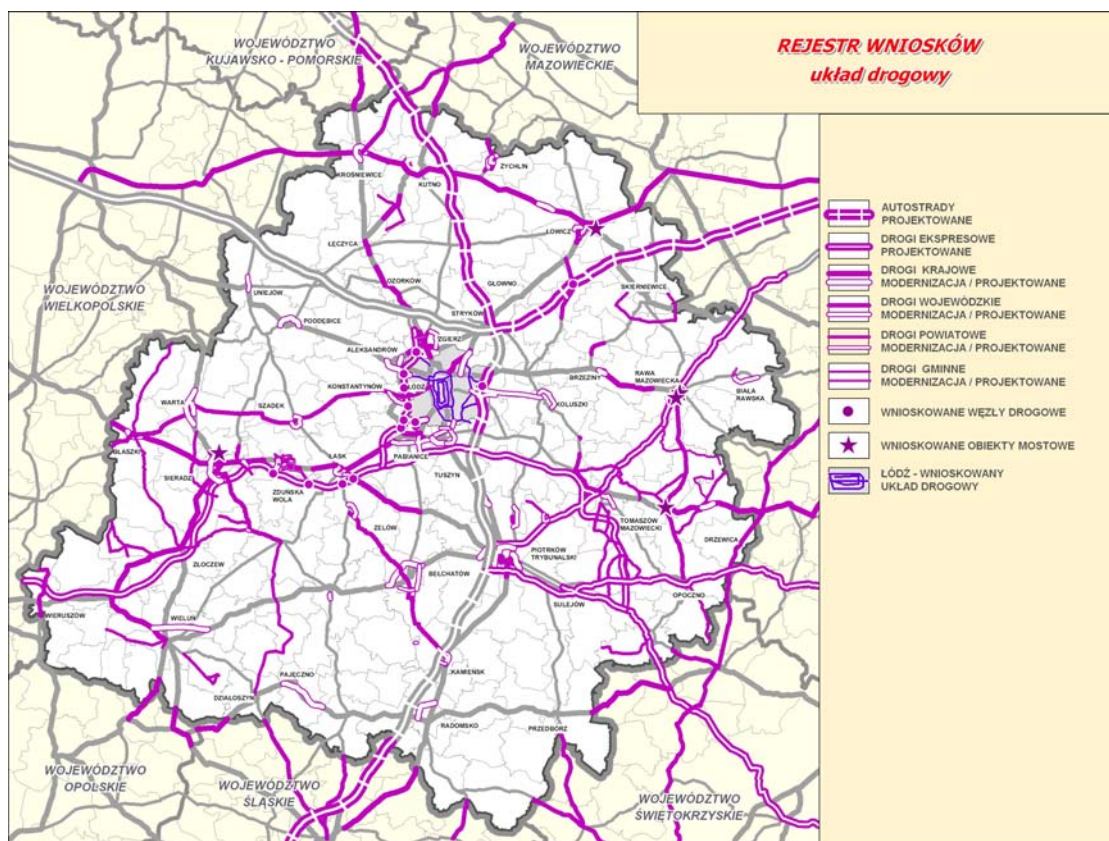 REJESTR WNIOSKÓW
układ drogowy
WOJEWÓDZTWO
KUJAWSKO - POMORSKIE
WOJEWÓDZTWO
MAZOWIECKIE
WOJEWÓDZTWO
WIELKOPOLSKIE
WOJEWÓDZTWO
OPOLSKIE
WOJEWÓDZTWO
ŚLĄSKIE
WOJEWÓDZTWO
ŚWIĘTOKRZYSKIE
KROŚNIEWICE
KUTNO
ŻYCHLIN
ŁOWICZ
ŁĘCZYCA
OZORKÓW
GŁOWNO
STRYKÓW
SKIERNIEWICE
UNIEJÓW
PODDĘBICE
ZGIERZ
ALEKSANDRÓW
KONSTANTYNÓW
ŁÓDŹ
BRZEZINY
RAWA
MAZOWIECKA
BIAŁA
RAWSKA
KOLUSZKI
WARTA
SZADEK
BŁASZKI
SIERADZ
ZDUŃSKA
WOLA
ŁASK
PABIANICE
TUSZYN
ZELÓW
TOMASZÓW
MAZOWIECKI
DRZEWICA
PIOTRKÓW
TRYBUNALSKI
BEŁCHATÓW
SULEJÓW
OPOCZNO
ZŁOCZEW
WIERUSZÓW
WIELUŃ
PAJĘCZNO
DZIAŁOSZYN
KAMIEŃSK
RADOMSKO
PRZEDBÓRZ
AUTOSTRADY
PROJEKTOWANE
DROGI EKSPRESOWE
PROJEKTOWANE
DROGI KRAJOWE
MODERNIZACJA / PROJEKTOWANE
DROGI WOJEWÓDZKIE
MODERNIZACJA / PROJEKTOWANE
DROGI POWIATOWE
MODERNIZACJA / PROJEKTOWANE
DROGI GMINNE
MODERNIZACJA / PROJEKTOWANE
WNIOSKOWANE WĘZŁY DROGOWE
WNIOSKOWANE OBIEKTY MOSTOWE
ŁÓDŹ - WNIOSKOWANY
UKŁAD DROGOWY